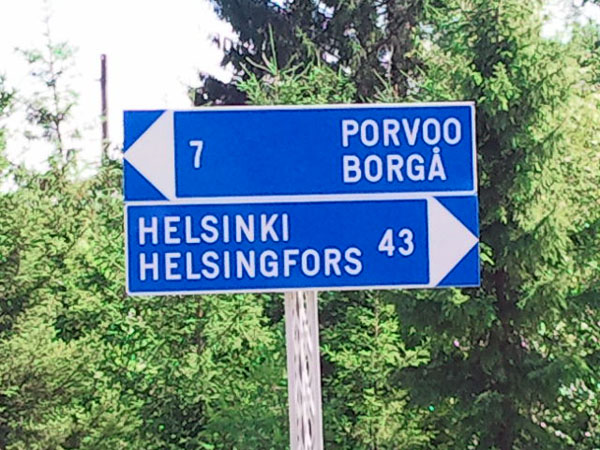 7 PORVOO
BORGÅ
HELSINKI 43
HELSINGFORS